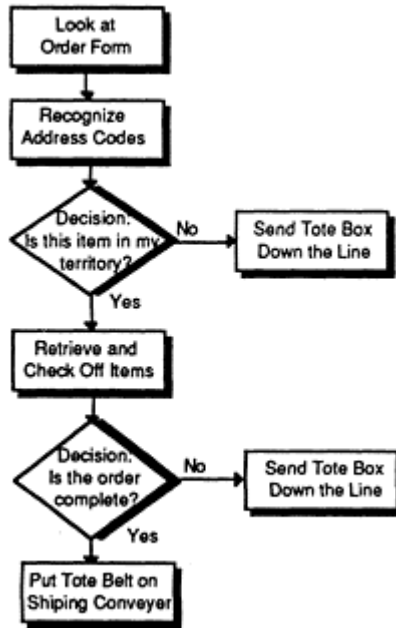 Look at
Order Form
Recognize
Address Codes
Decision:
Is this item in my
territory?
No
Send Tote Box
Down the Line
Yes
Retrieve and
Check Off Items
Decision:
Is the order
complete?
No
Send Tote Box
Down the Line
Yes
Put Tote Belt on
Shiping Conveyer